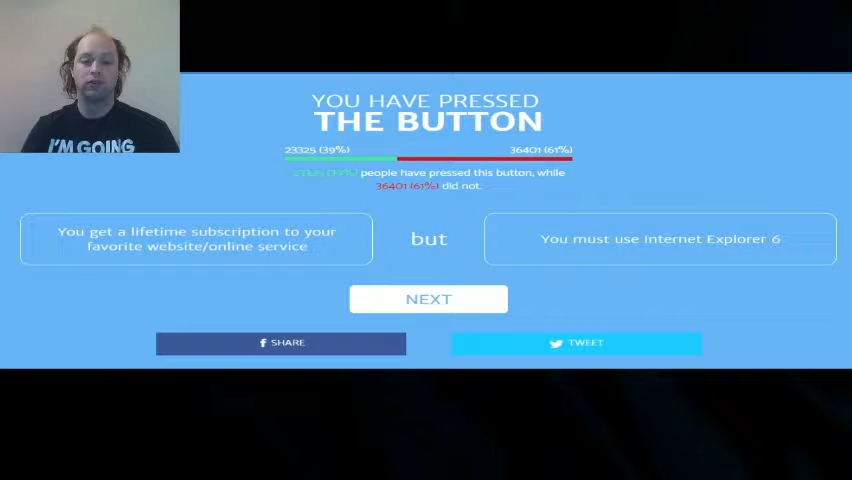 YOU HAVE PRESSED
THE BUTTON
23325 (39%) 36401 (61%)
23325 (39%) people have pressed this button, while
36401 (61%) did not.
I'M GOING
You get a lifetime subscription to your
favorite website/online service
but
You must use Internet Explorer 6
NEXT
SHARE
TWEET